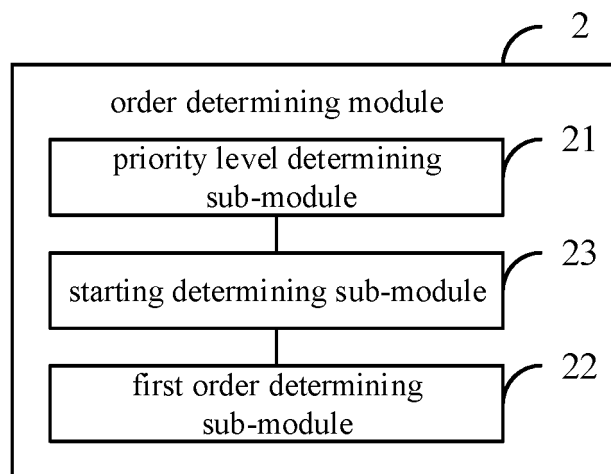 2
order determining module
21
priority level determining
sub-module
23
starting determining sub-module
22
first order determining
sub-module